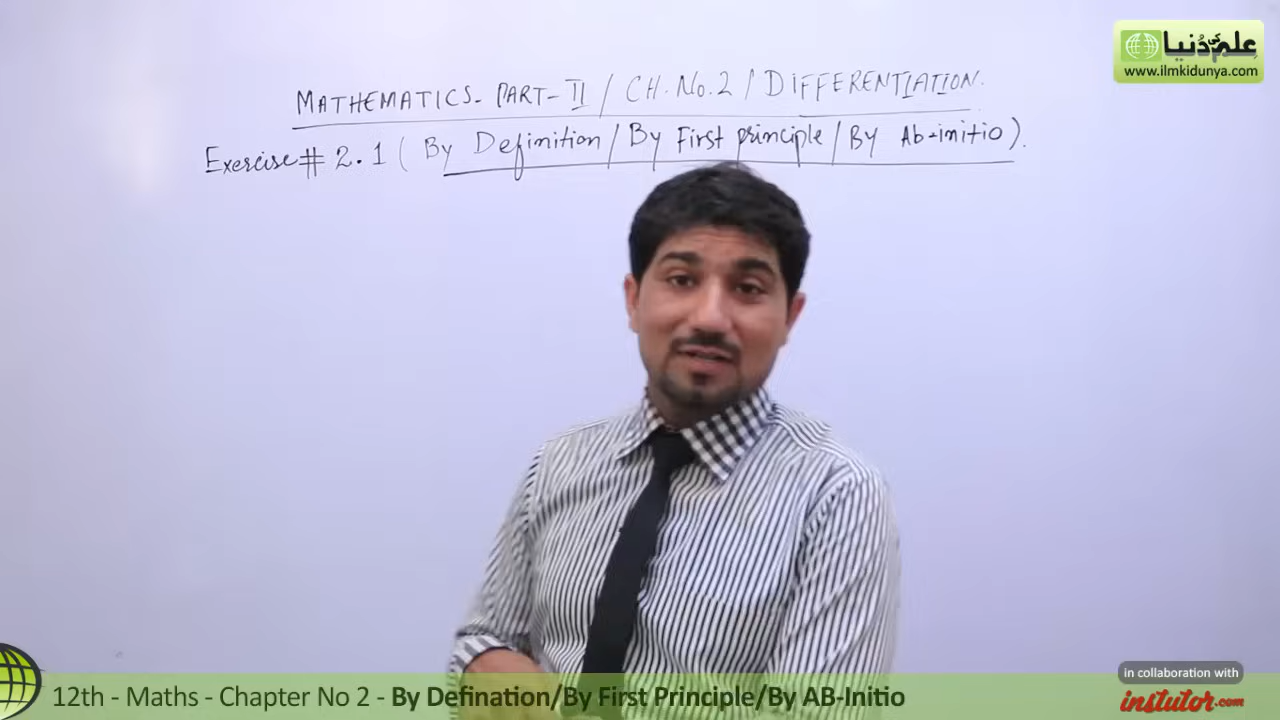 علم کی دنیا
www.ilmkidunya.com
MATHEMATICS- PART-II / CH. No. 2 / DIFFERENTIATION.
Exercise # 2.1 ( By Definition / By First principle / By Ab-initio ).
in collaboration with
instutor.com
12th - Maths - Chapter No 2 - By Defination/By First Principle/By AB-Initio